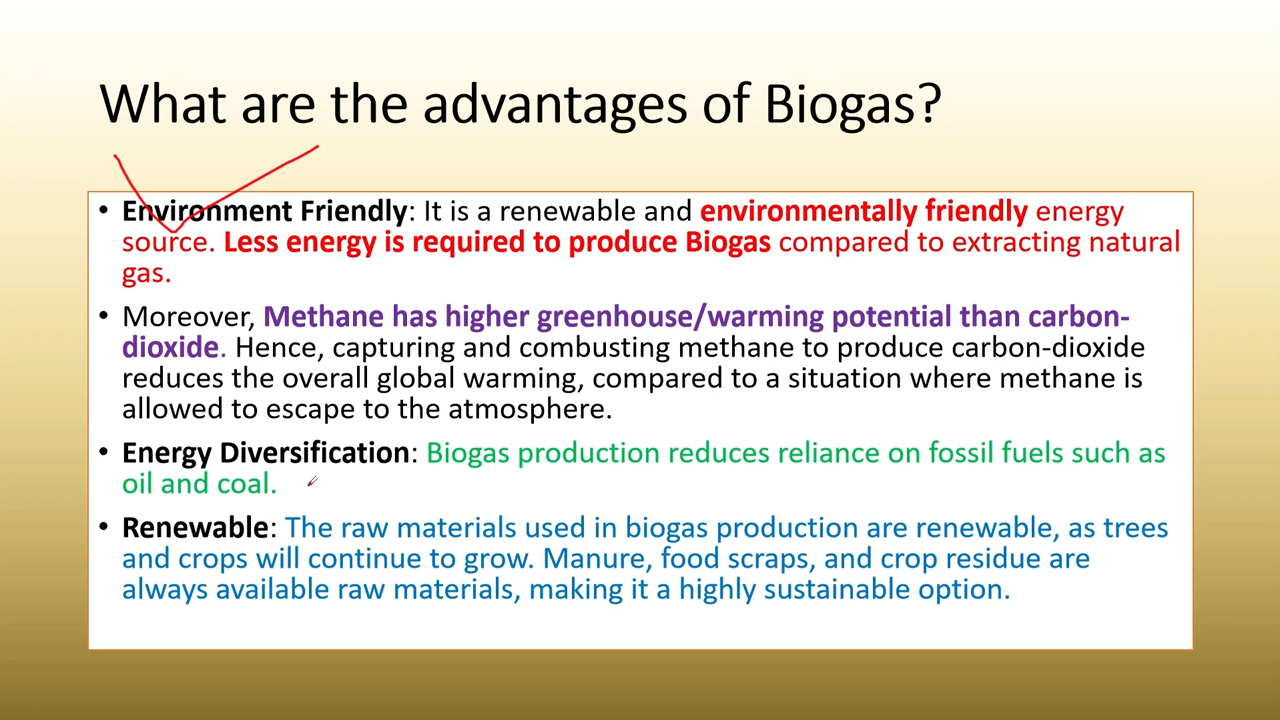 What are the advantages of Biogas?
• Environment Friendly: It is a renewable and environmentally friendly energy
source. Less energy is required to produce Biogas compared to extracting natural
gas.
• Moreover, Methane has higher greenhouse/warming potential than carbon-
dioxide. Hence, capturing and combusting methane to produce carbon-dioxide
reduces the overall global warming, compared to a situation where methane is
allowed to escape to the atmosphere.
• Energy Diversification: Biogas production reduces reliance on fossil fuels such as
oil and coal.
• Renewable: The raw materials used in biogas production are renewable, as trees
and crops will continue to grow. Manure, food scraps, and crop residue are
always available raw materials, making it a highly sustainable option.